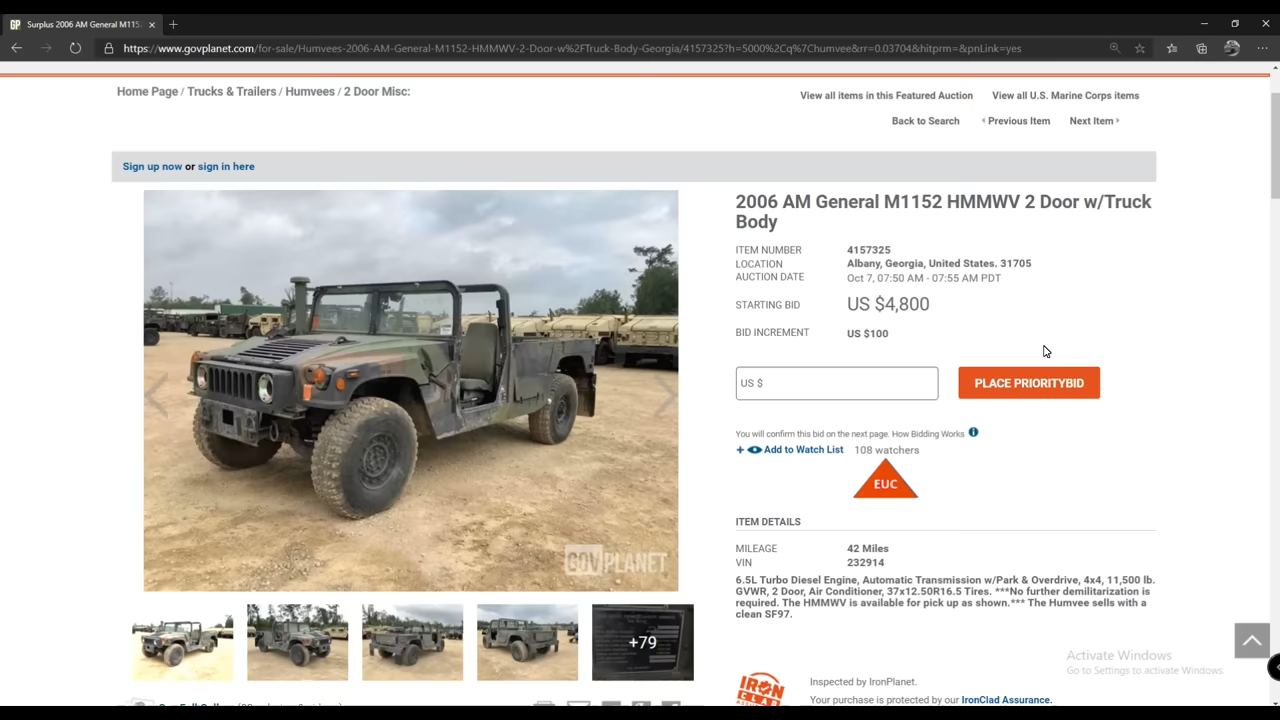 GP Surplus 2006 AM General M115
https://www.govplanet.com/for-sale/Humvees-2006-AM-General-M1152-HMMWV-2-Door-w%2FTruck-Body-Georgia/4157325?h=5000%2Cq%7Chumvee&rr=0.03704&hitprm=&pnLink=yes
Home Page / Trucks & Trailers / Humvees / 2 Door Misc:
View all items in this Featured Auction View all U.S. Marine Corps items
Back to Search Previous Item Next Item
Sign up now or sign in here
2006 AM General M1152 HMMWV 2 Door w/Truck
Body
ITEM NUMBER 4157325
LOCATION Albany, Georgia, United States. 31705
AUCTION DATE Oct 7, 07:50 AM - 07:55 AM PDT
STARTING BID US $4,800
BID INCREMENT US $100
US $ PLACE PRIORITYBID
You will confirm this bid on the next page. How Bidding Works
+ Add to Watch List 108 watchers
EUC
GOVPLANET
ITEM DETAILS
MILEAGE 42 Miles
VIN 232914
6.5L Turbo Diesel Engine, Automatic Transmission w/Park & Overdrive, 4x4, 11,500 lb.
GVWR, 2 Door, Air Conditioner, 37x12.50R16.5 Tires. ***No further demilitarization is
required. The HMMWV is available for pick up as shown.*** The Humvee sells with a
clean SF97.
+79
Activate Windows
Go to Settings to activate Windows.
IRON
CLAD
Inspected by IronPlanet.
Your purchase is protected by our IronClad Assurance.